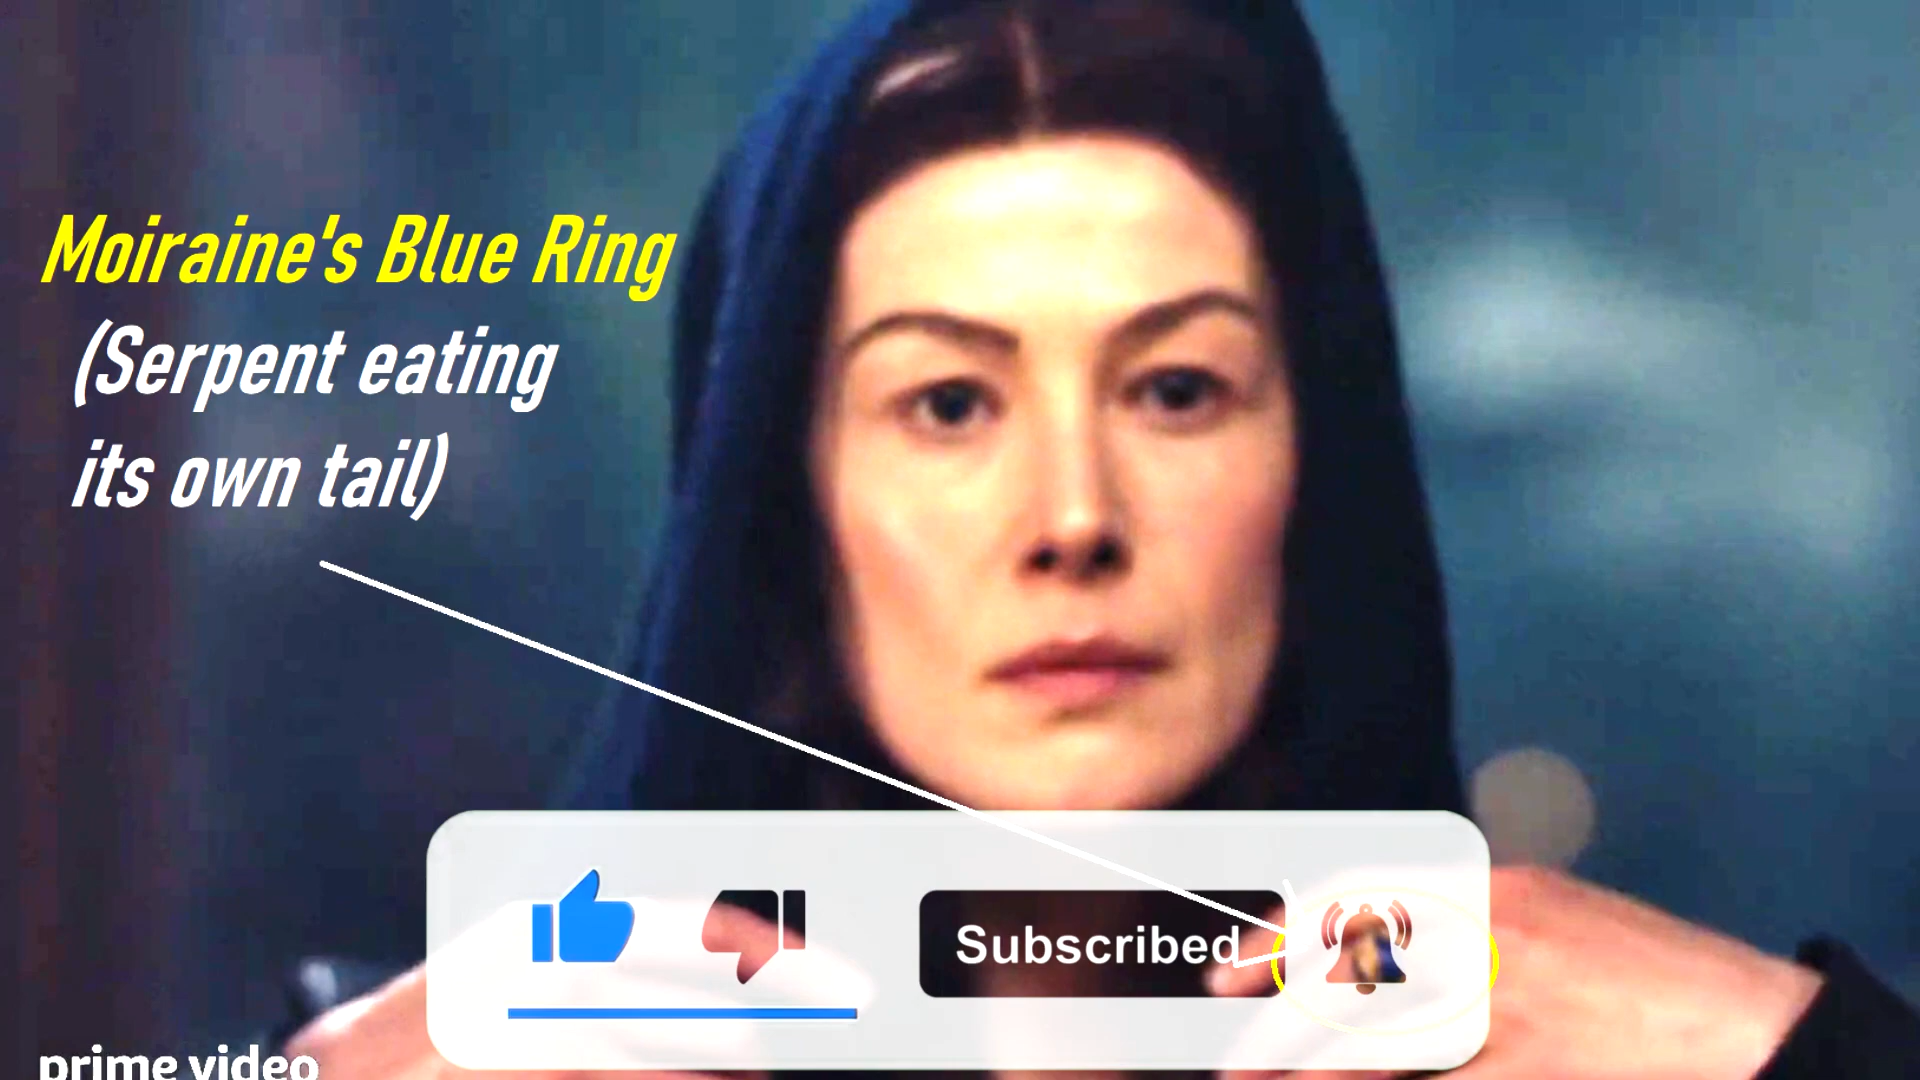 Moiraine's Blue Ring
(Serpent eating
its own tail)
Subscribed
prime video